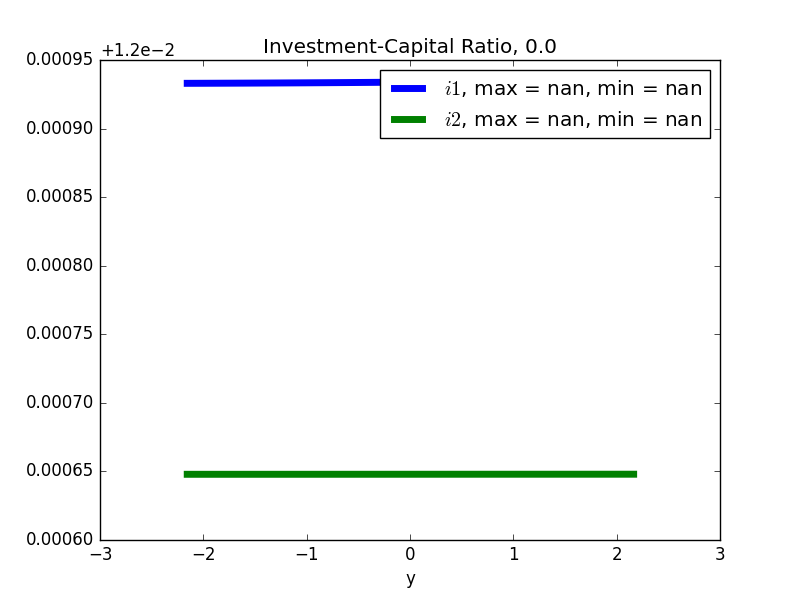 Investment-Capital Ratio, 0.0
+1.2e−2
0.00095
0.00090
0.00085
0.00080
0.00075
0.00070
0.00065
0.00060
i1, max = nan, min = nan
i2, max = nan, min = nan
−3 −2 −1 0 1 2 3
y